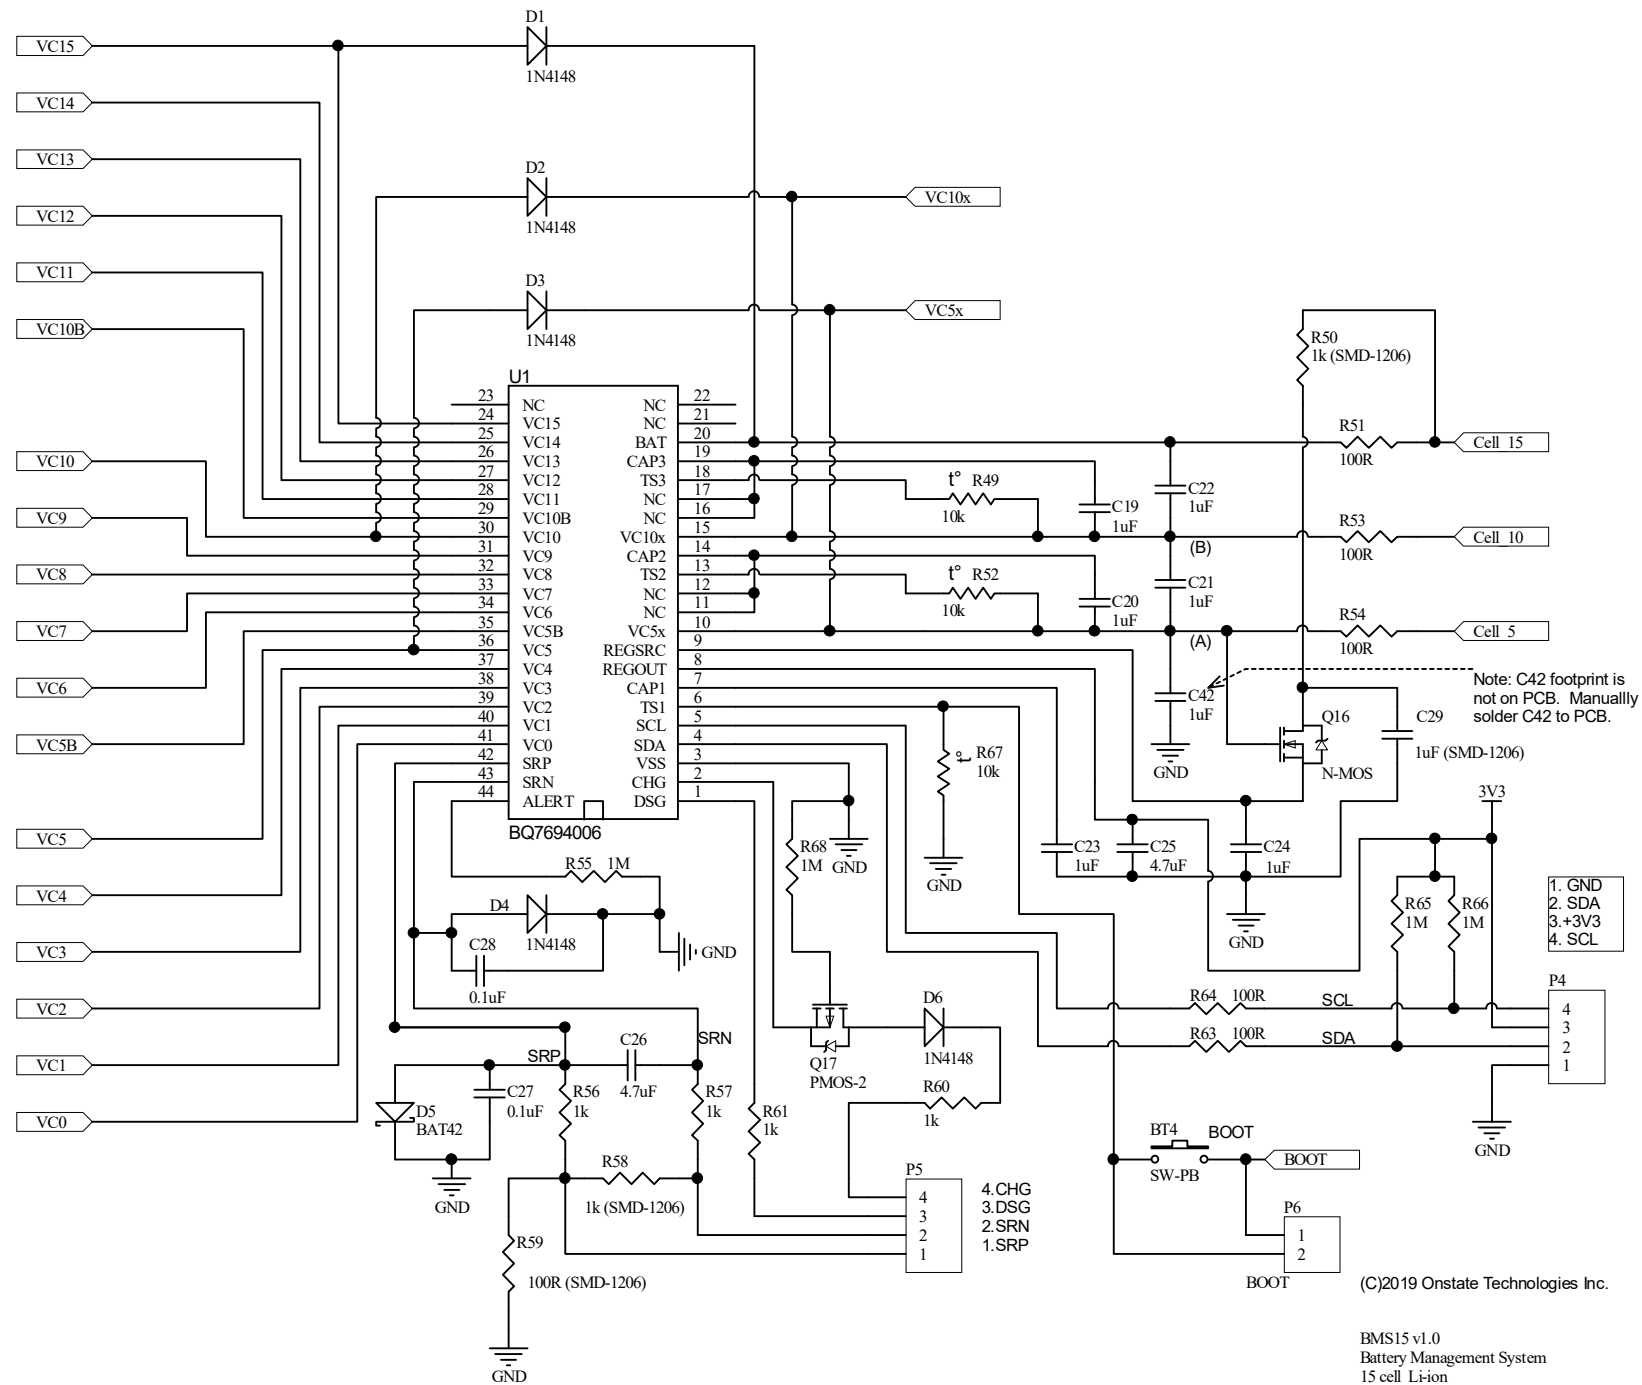 D1
VC15
1N4148
VC14
VC13
D2
VC10x
VC12
1N4148
VC11
D3
VC5x
VC10B
1N4148
R50
1k (SMD-1206)
U1
23 NC NC 22
24 VC15 NC 21
25 VC14 BAT 20
26 VC13 CAP3 19
27 VC12 TS3 18
28 VC11 NC 17
29 VC10B NC 16
30 VC10 VC10x 15
31 VC9 CAP2 14
32 VC8 TS2 13
33 VC7 NC 12
34 VC6 NC 11
35 VC5B VC5x 10
36 VC5 REGSRC 9
37 VC4 REGOUT 8
38 VC3 CAP1 7
39 VC2 TS1 6
40 VC1 SCL 5
41 VC0 SDA 4
42 SRP VSS 3
43 SRN CHG 2
44 ALERT DSG 1
BQ7694006
R51
100R
Cell_15
VC10
t° R49
10k
C19
1uF
C22
1uF
VC9
R53
100R
Cell_10
(B)
VC8
t° R52
10k
C20
1uF
C21
1uF
VC7
R54
100R
Cell_5
(A)
VC6
C42
1uF
GND
Note: C42 footprint is
not on PCB. Manuallly
solder C42 to PCB.
VC5B
t° R67
10k
GND
Q16
N-MOS
C29
1uF (SMD-1206)
3V3
VC5
R68
1M
GND
C23
1uF
C25
4.7uF
C24
1uF
GND
R55 1M
VC4
D4
1N4148
C28
0.1uF
GND
R65
1M
R66
1M
1. GND
2. SDA
3.+3V3
4. SCL
VC3
VC2
P4
R64 100R SCL
4
3
R63 100R SDA
2
1
GND
D6
1N4148
Q17
PMOS-2
SRN
C26
4.7uF
SRP
VC1
C27
0.1uF
R56
1k
R57
1k
R60
1k
R61
1k
D5
BAT42
VC0
GND
R58
1k (SMD-1206)
BT4
BOOT
SW-PB
BOOT
P5
4
3
2
1
4.CHG
3.DSG
2.SRN
1.SRP
P6
1
2
BOOT
R59
100R (SMD-1206)
GND
(C)2019 Onstate Technologies Inc.
BMS15 v1.0
Battery Management System
15 cell Li-ion